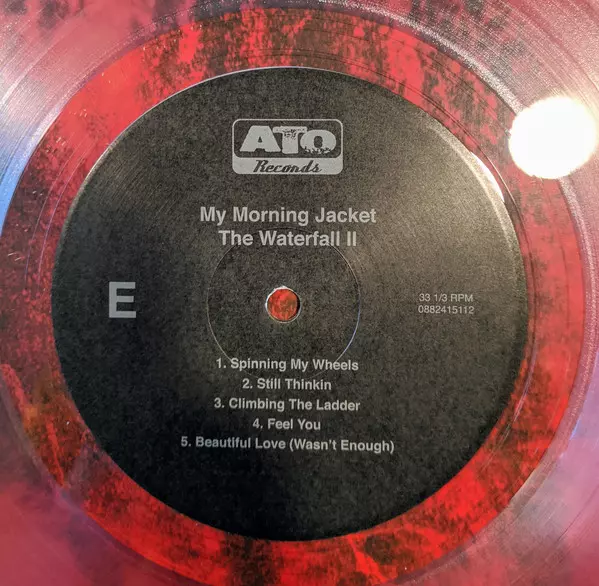 ATO
Records
My Morning Jacket
The Waterfall II
E
33 1/3 RPM
0882415112
1. Spinning My Wheels
2. Still Thinkin
3. Climbing The Ladder
4. Feel You
5. Beautiful Love (Wasn't Enough)